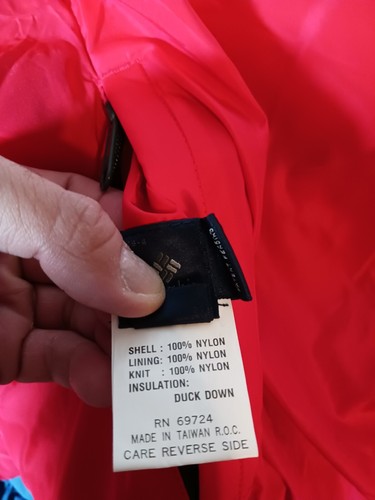 SHELL : 100% NYLON
LINING: 100% NYLON
KNIT : 100% NYLON
INSULATION:
DUCK DOWN
RN 69724
MADE IN TAIWAN R.O.C.
CARE REVERSE SIDE